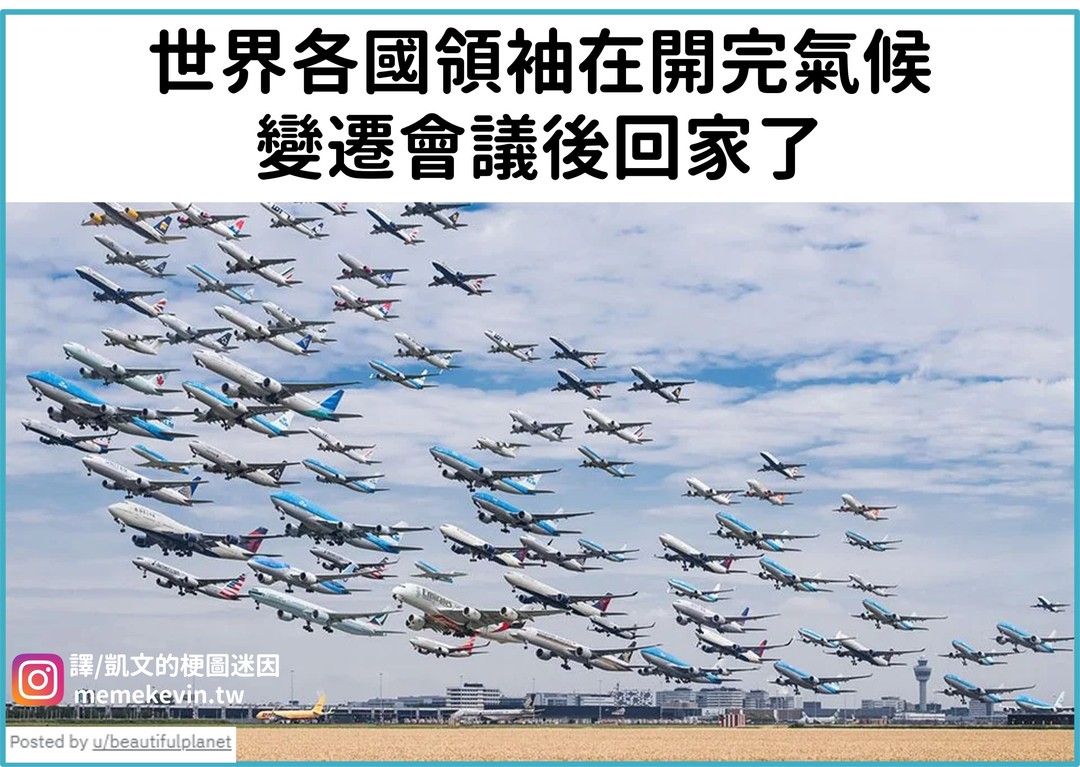 世界各國領袖在開完氣候
變遷會議後回家了
Emirates
譯/凱文的梗圖迷因
memekevin.tw
Posted by u/beautifulplanet